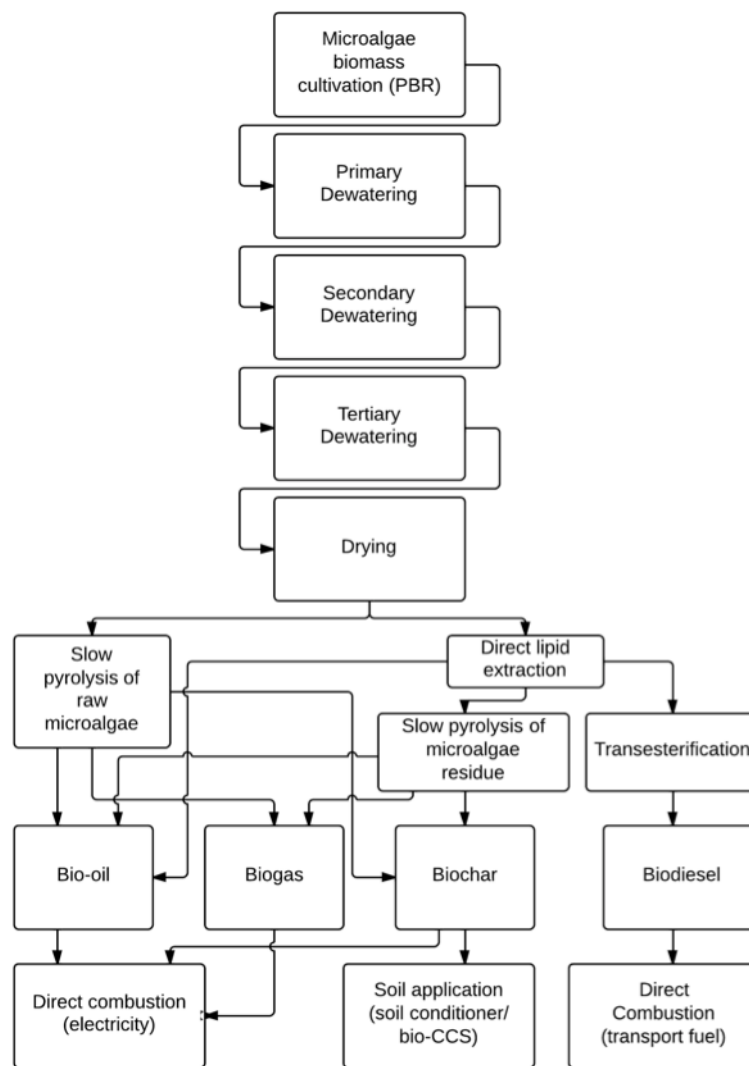 Microalgae
biomass
cultivation (PBR)
Primary
Dewatering
Secondary
Dewatering
Tertiary
Dewatering
Drying
Slow
pyrolysis of
raw
microalgae
Direct lipid
extraction
Slow pyrolysis of
microalgae
residue
Transesterification
Bio-oil
Biogas
Biochar
Biodiesel
Direct combustion
(electricity)
Soil application
(soil conditioner/
bio-CCS)
Direct
Combustion
(transport fuel)